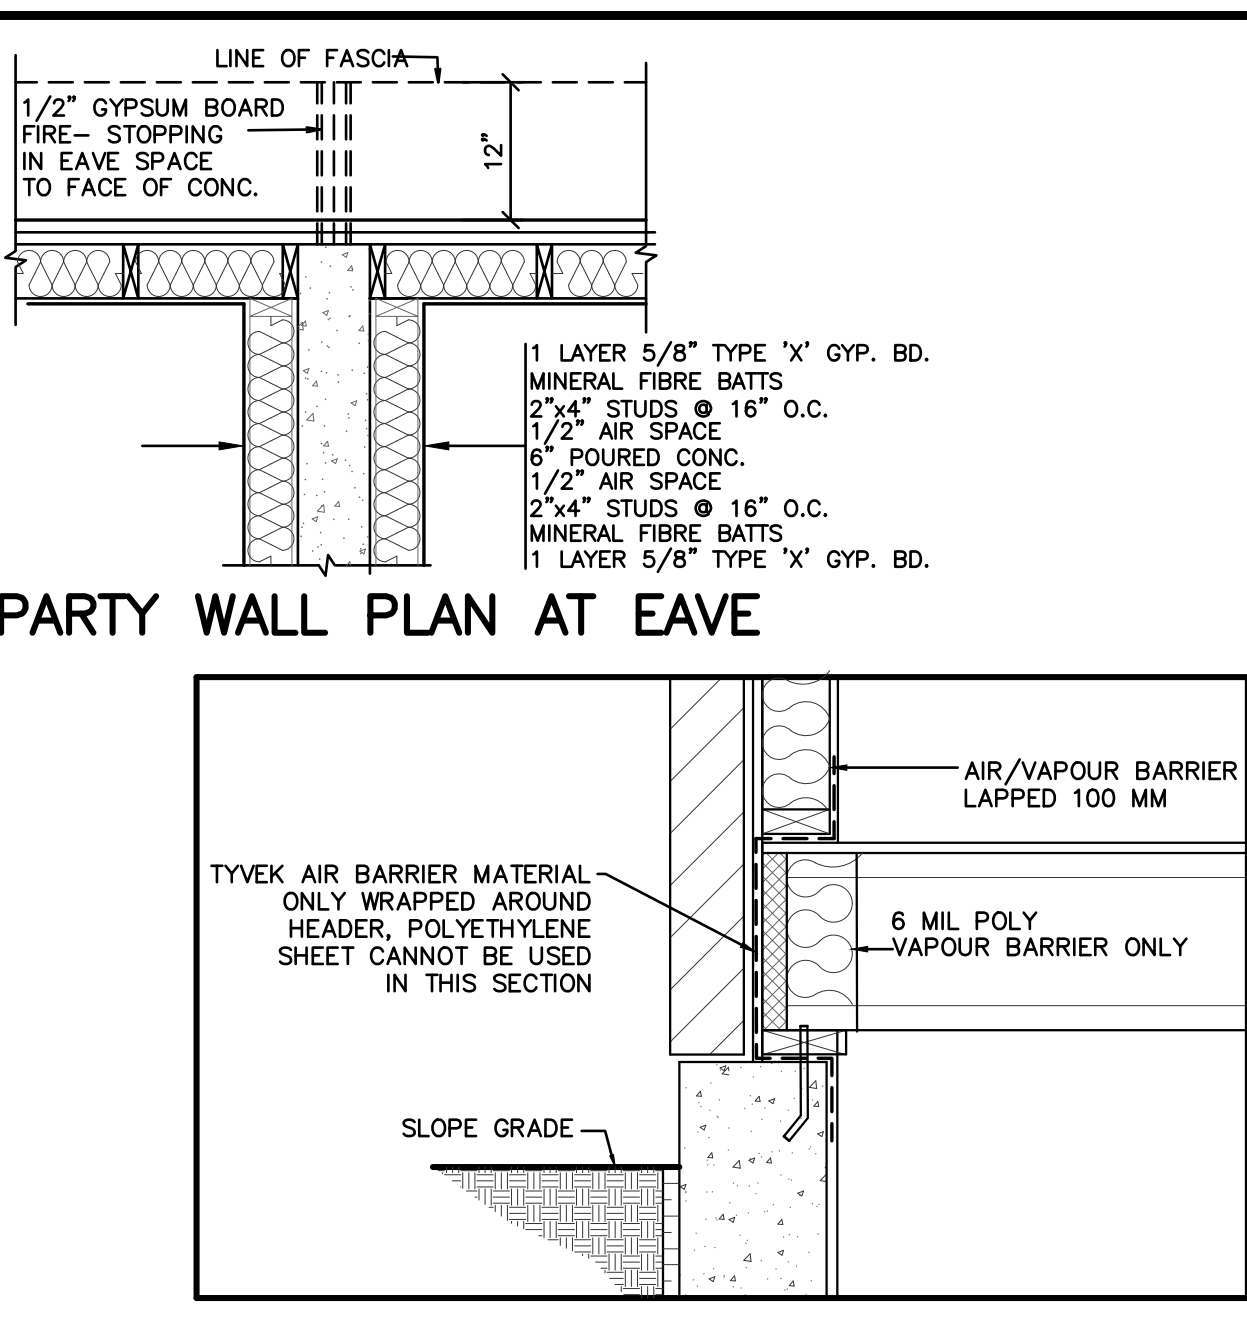 LINE OF FASCIA
1/2" GYPSUM BOARD
FIRE- STOPPING
IN EAVE SPACE
TO FACE OF CONC.
12"
1 LAYER 5/8" TYPE 'X' GYP. BD.
MINERAL FIBRE BATTS
2"x4" STUDS @ 16" O.C.
1/2" AIR SPACE
6" POURED CONC.
1/2" AIR SPACE
2"x4" STUDS @ 16" O.C.
MINERAL FIBRE BATTS
1 LAYER 5/8" TYPE 'X' GYP. BD.
PARTY WALL PLAN AT EAVE
AIR/VAPOUR BARRIER
LAPPED 100 MM
TYVEK AIR BARRIER MATERIAL
ONLY WRAPPED AROUND
HEADER, POLYETHYLENE
SHEET CANNOT BE USED
IN THIS SECTION
6 MIL POLY
VAPOUR BARRIER ONLY
SLOPE GRADE